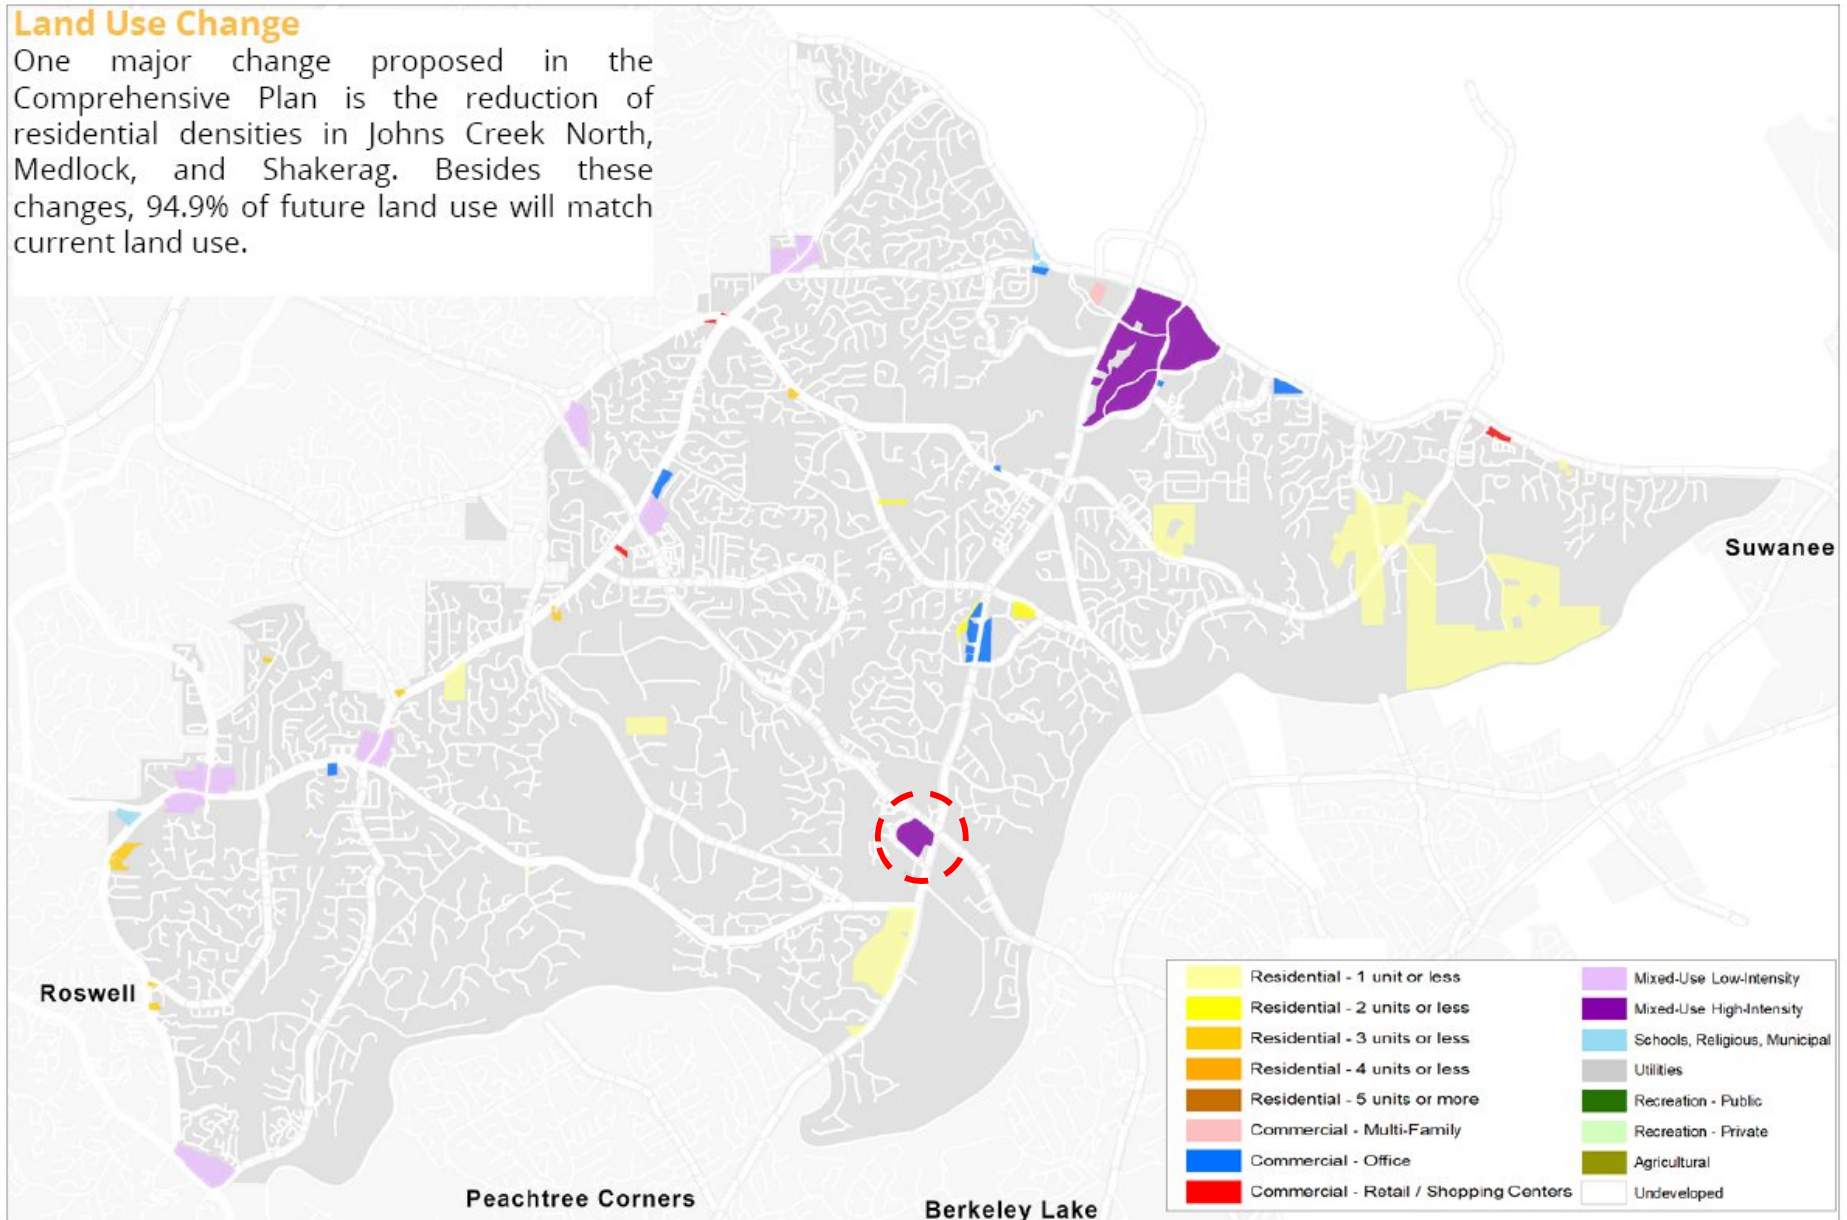 Land Use Change
One major change proposed in the
Comprehensive Plan is the reduction of
residential densities in Johns Creek North,
Medlock, and Shakerag. Besides these
changes, 94.9% of future land use will match
current land use.
Suwanee
Roswell
Peachtree Corners
Berkeley Lake
Residential - 1 unit or less
Residential - 2 units or less
Residential - 3 units or less
Residential - 4 units or less
Residential - 5 units or more
Commercial - Multi-Family
Commercial - Office
Commercial - Retail / Shopping Centers
Mixed-Use Low-Intensity
Mixed-Use High-Intensity
Schools, Religious, Municipal
Utilities
Recreation - Public
Recreation - Private
Agricultural
Undeveloped